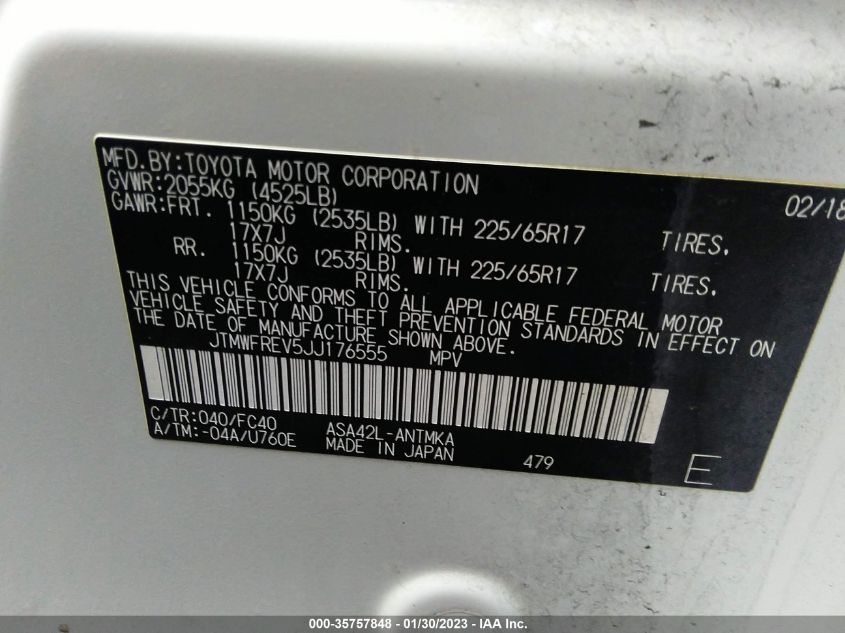 MFD.BY:TOYOTA MOTOR CORPORATION 02/18
GVWR:2055KG (4525LB)
GAWR:FRT. 1150KG (2535LB) WITH 225/65R17 TIRES.
17X7J RIMS.
RR. 1150KG (2535LB) WITH 225/65R17 TIRES.
17X7J RIMS.
THIS VEHICLE CONFORMS TO ALL APPLICABLE FEDERAL MOTOR
VEHICLE SAFETY AND THEFT PREVENTION STANDARDS IN EFFECT ON
THE DATE OF MANUFACTURE SHOWN ABOVE.
JTMWFREV5JJ176555 MPV
C/TR:040/FC40 ASA42L-ANTMKA
A/TM:-04A/U760E MADE IN JAPAN 479 E
000-35757848 - 01/30/2023 - IAA Inc.